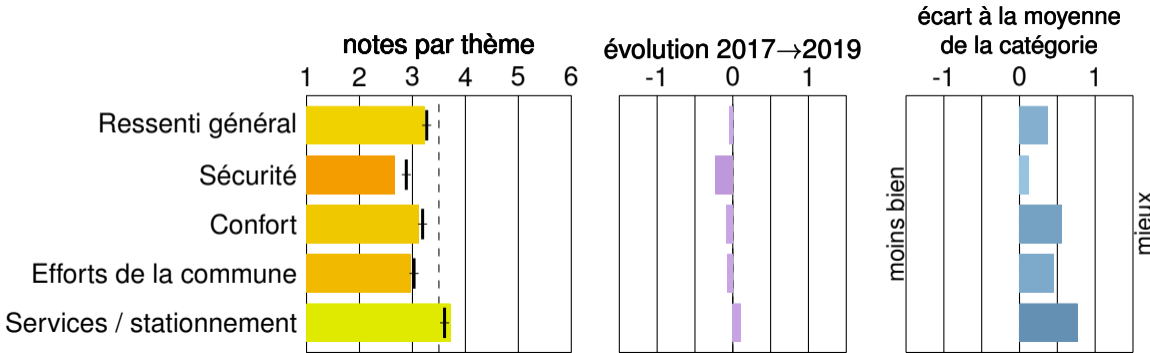 notes par thème
1 2 3 4 5 6
évolution 2017→2019
-1 0 1
écart à la moyenne
de la catégorie
-1 0 1
Ressenti général
Sécurité
Confort
Efforts de la commune
Services / stationnement
moins bien
mieux